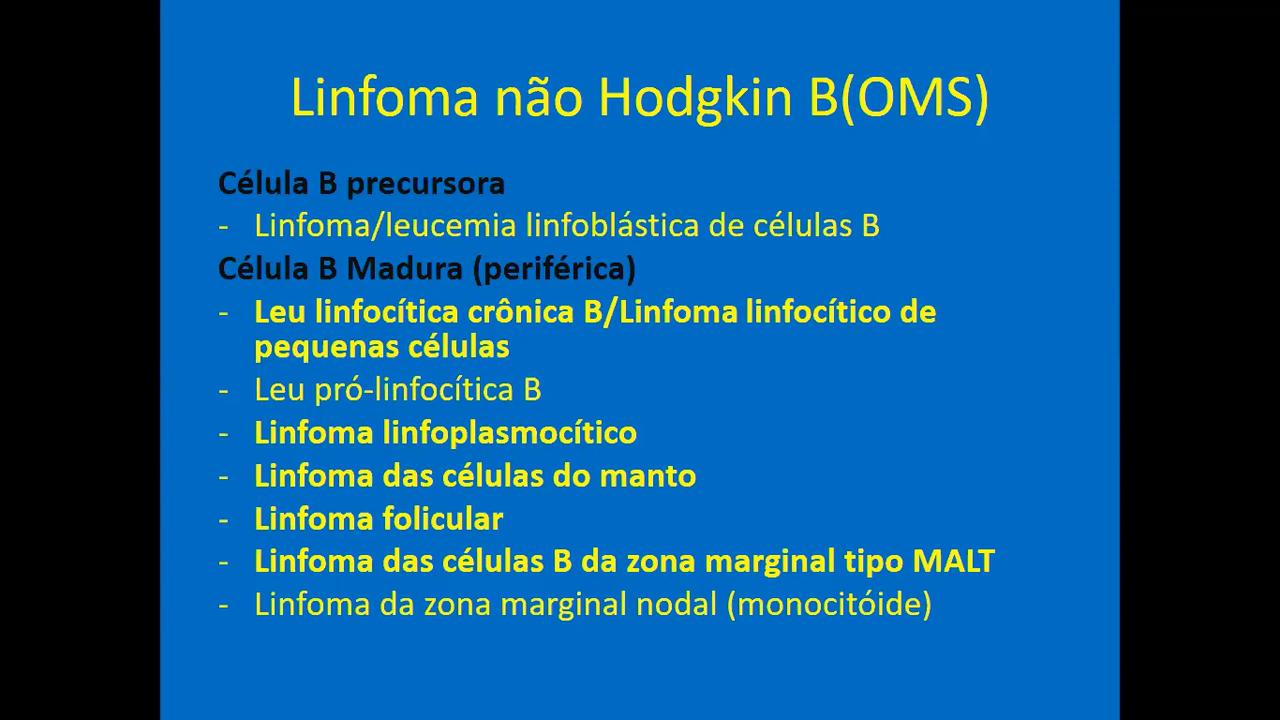 Linfoma não Hodgkin B(OMS)
Célula B precursora
- Linfoma/leucemia linfoblástica de células B
Célula B Madura (periférica)
- Leu linfocítica crônica B/Linfoma linfocítico de
pequenas células
- Leu pró-linfocítica B
- Linfoma linfoplasmocítico
- Linfoma das células do manto
- Linfoma folicular
- Linfoma das células B da zona marginal tipo MALT
- Linfoma da zona marginal nodal (monocitóide)